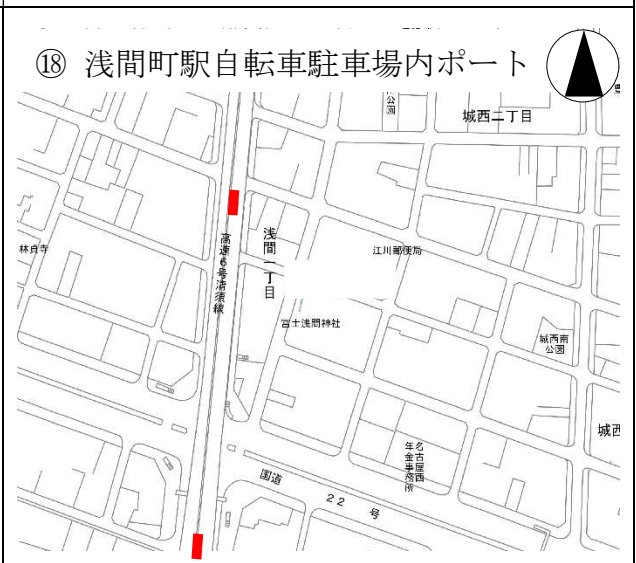 ⑱ 浅間町駅自転車駐車場内ポート
公園
城西二丁目
浅間一丁目
高速6号清須線
林貞寺
江川郵便局
冨士浅間神社
城西南
公園
城西
名古屋西
年金事務所
国道 22 号